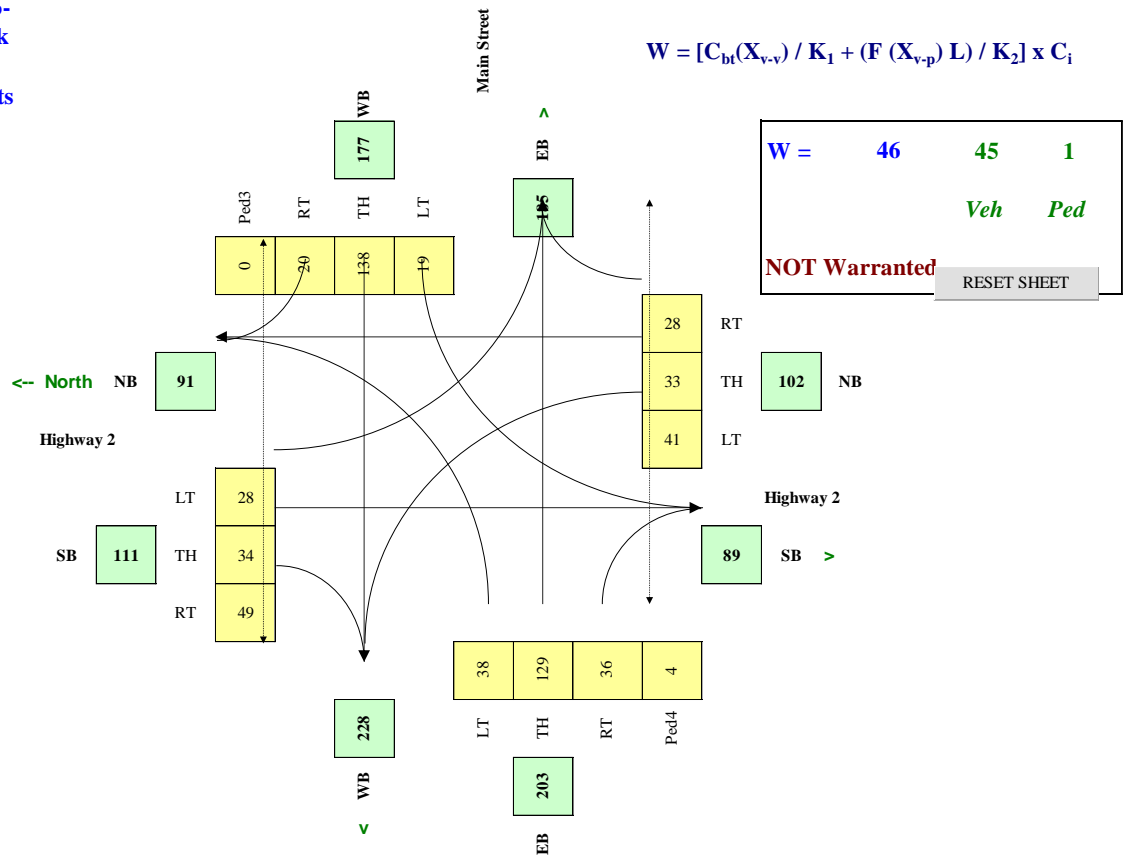 k
ts
Main Street
W = [Cbt(Xv-v) / K1 + (F (Xv-p) L) / K2] x Ci
WB
177
^
EB
185
W = 46 45 1
Veh Ped
NOT Warranted
RESET SHEET
Ped3 RT TH LT
0 20 138 19
28 RT
33 TH 102 NB
41 LT
<-- North NB 91
Highway 2
LT 28
SB 111 TH 34
RT 49
Highway 2
89 SB >
38 129 36 4
LT TH RT Ped4
228
WB
v
203
EB